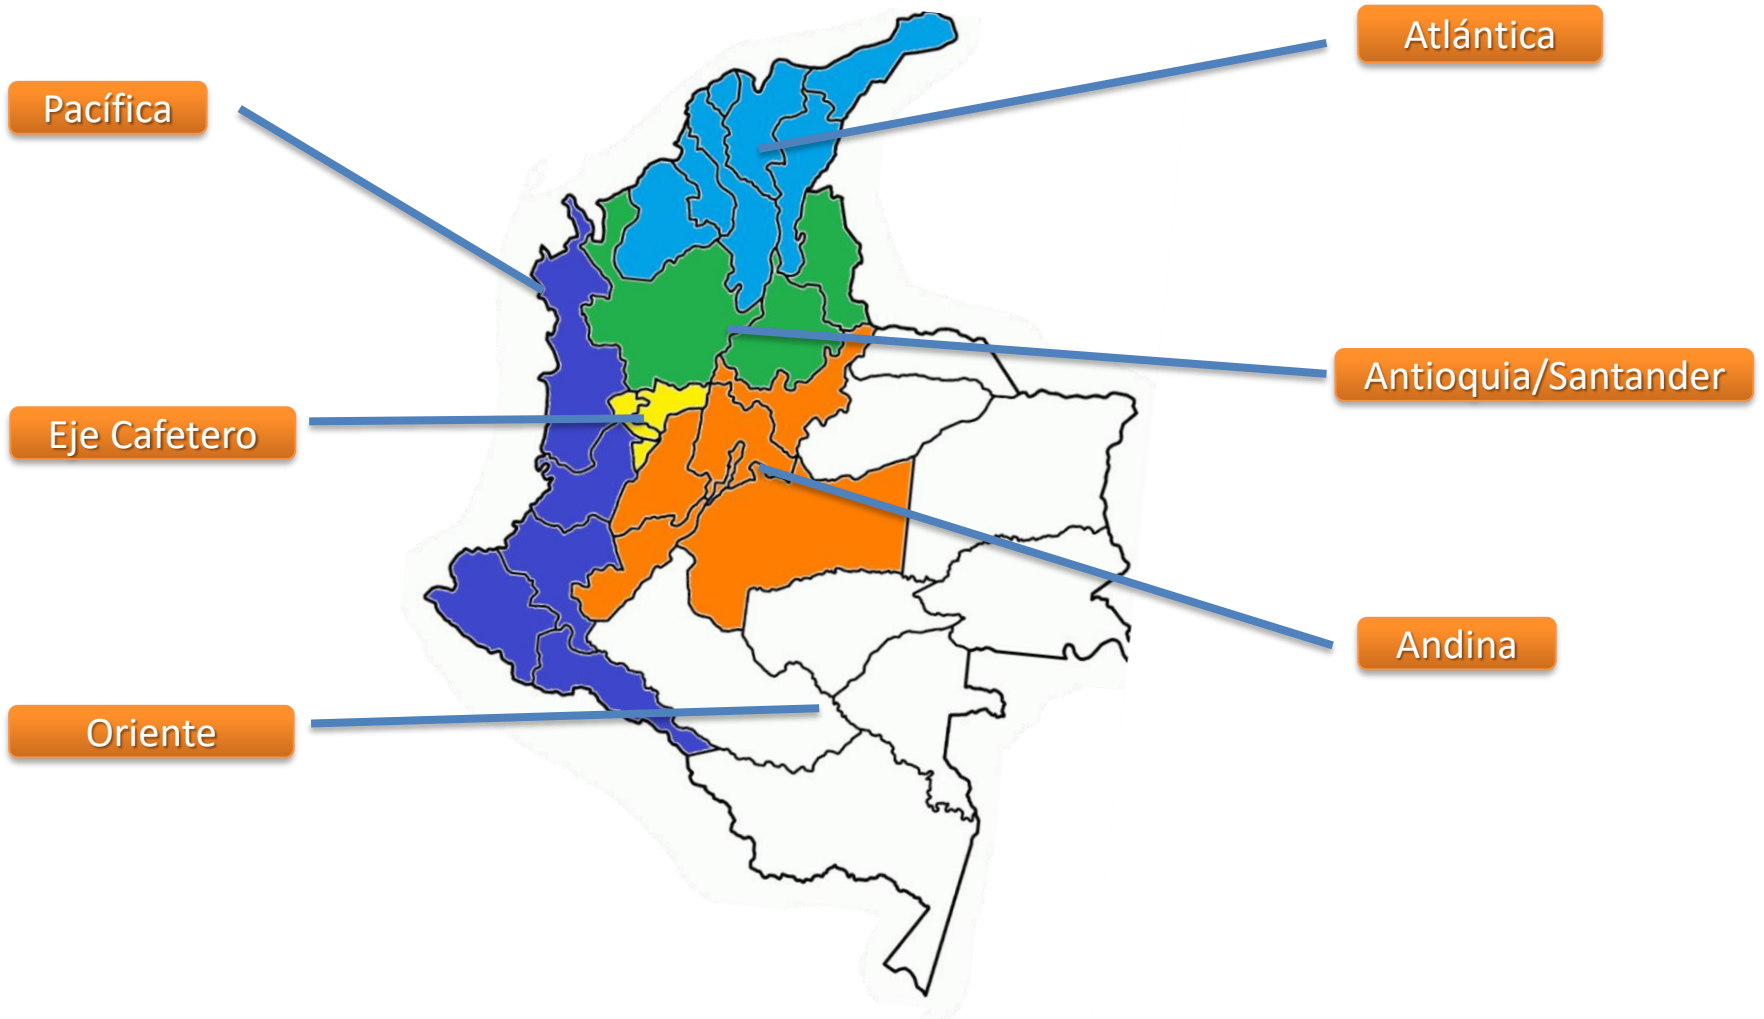 Atlántica
Pacífica
Antioquia/Santander
Eje Cafetero
Andina
Oriente